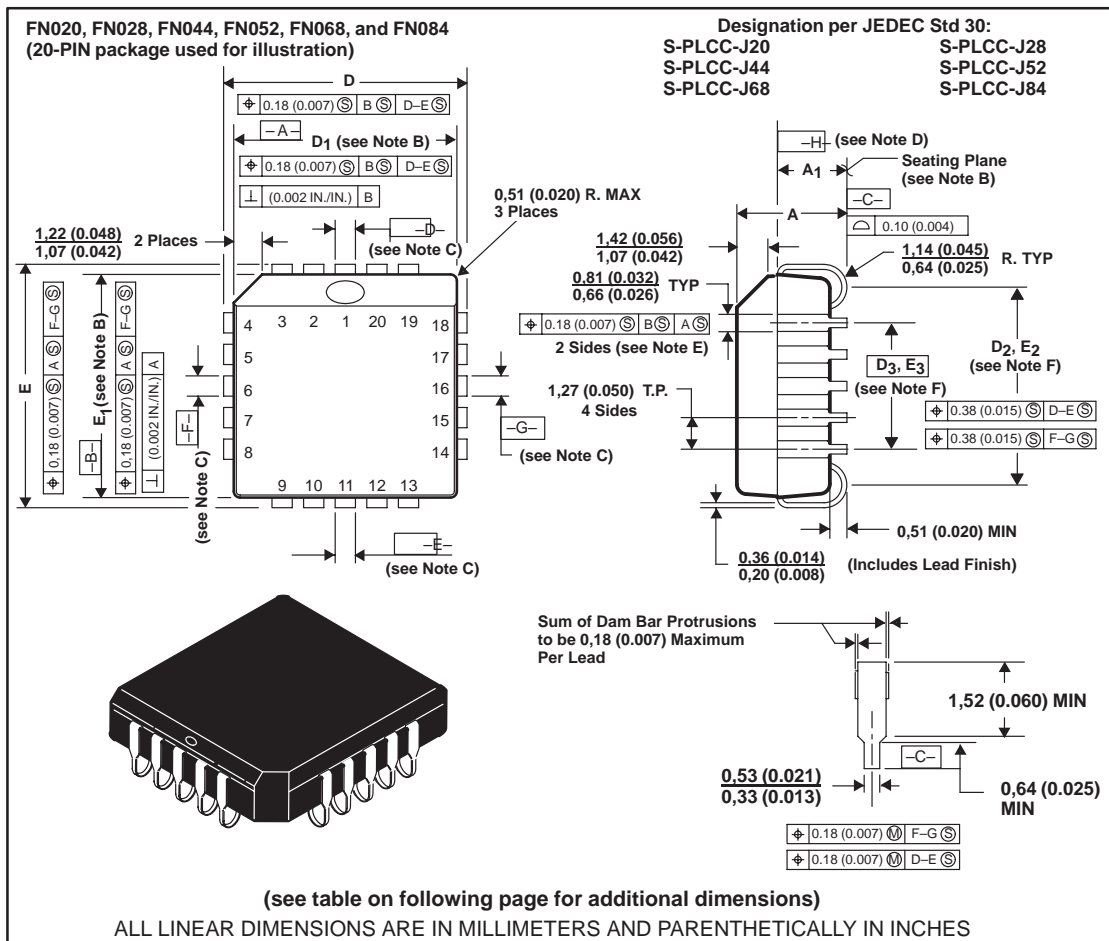 FN020, FN028, FN044, FN052, FN068, and FN084
(20-PIN package used for illustration)
Designation per JEDEC Std 30:
S-PLCC-J20 S-PLCC-J28
S-PLCC-J44 S-PLCC-J52
S-PLCC-J68 S-PLCC-J84
D
⌖ 0.18 (0.007) Ⓢ B Ⓢ D–E Ⓢ
–A–
D1 (see Note B)
⌖ 0.18 (0.007) Ⓢ B Ⓢ D–E Ⓢ
⊥ (0.002 IN./IN.) B
0,51 (0.020) R. MAX
3 Places
–D–
(see Note C)
1,22 (0.048)
1,07 (0.042)
2 Places
E
⌖ 0,18 (0.007) Ⓢ A Ⓢ F–G Ⓢ
–B–
E1 (see Note B)
⌖ 0,18 (0.007) Ⓢ A Ⓢ F–G Ⓢ
⊥ (0.002 IN./IN.) A
–F–
(see Note C)
3 2 1 20 19
4 18
5 17
6 16
7 15
8 14
9 10 11 12 13
–G–
(see Note C)
–E–
(see Note C)
–H– (see Note D)
A1
Seating Plane
(see Note B)
–C–
A
⌓ 0.10 (0.004)
1,42 (0.056)
1,07 (0.042)
1,14 (0.045)
0,64 (0.025)
R. TYP
0.81 (0.032)
0,66 (0.026)
TYP
⌖ 0.18 (0.007) Ⓢ B Ⓢ A Ⓢ
2 Sides (see Note E)
D3, E3
(see Note F)
D2, E2
(see Note F)
1,27 (0.050) T.P.
4 Sides
⌖ 0.38 (0.015) Ⓢ D–E Ⓢ
⌖ 0.38 (0.015) Ⓢ F–G Ⓢ
0,51 (0.020) MIN
0,36 (0.014)
0,20 (0.008)
(Includes Lead Finish)
Sum of Dam Bar Protrusions
to be 0,18 (0.007) Maximum
Per Lead
1,52 (0.060) MIN
–C–
0,53 (0.021)
0,33 (0.013)
0,64 (0.025)
MIN
⌖ 0.18 (0.007) Ⓜ F–G Ⓢ
⌖ 0.18 (0.007) Ⓜ D–E Ⓢ
(see table on following page for additional dimensions)
ALL LINEAR DIMENSIONS ARE IN MILLIMETERS AND PARENTHETICALLY IN INCHES